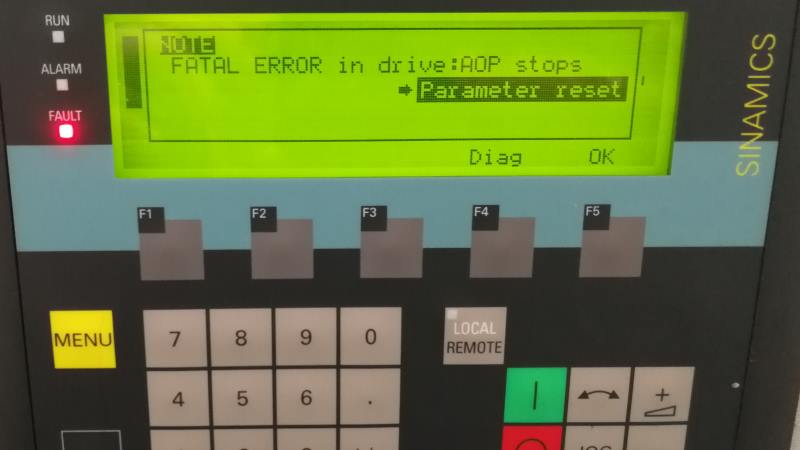 RUN
ALARM
FAULT
NOTE
FATAL ERROR in drive:AOP stops
➡ Parameter reset
Diag OK
SINAMICS
F1 F2 F3 F4 F5
MENU
7 8 9 0
LOCAL
REMOTE
4 5 6 .
+